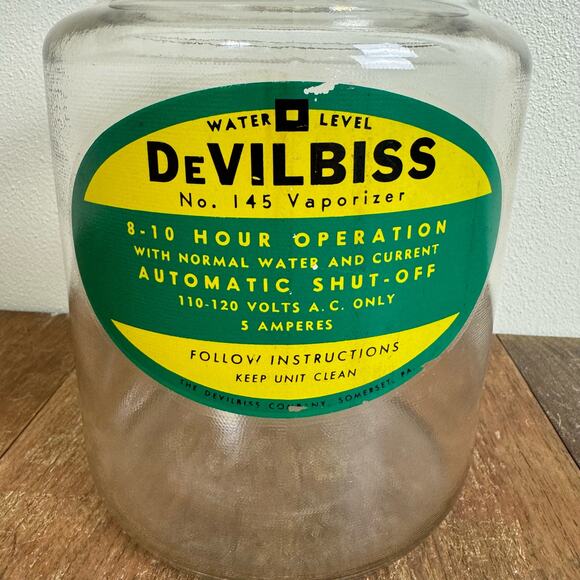 WATER LEVEL
DEVILBISS
No. 145 Vaporizer
8-10 HOUR OPERATION
WITH NORMAL WATER AND CURRENT
AUTOMATIC SHUT-OFF
110-120 VOLTS A.C. ONLY
5 AMPERES
FOLLOW INSTRUCTIONS
KEEP UNIT CLEAN
THE DEVILBISS COMPANY, SOMERSET, PA.